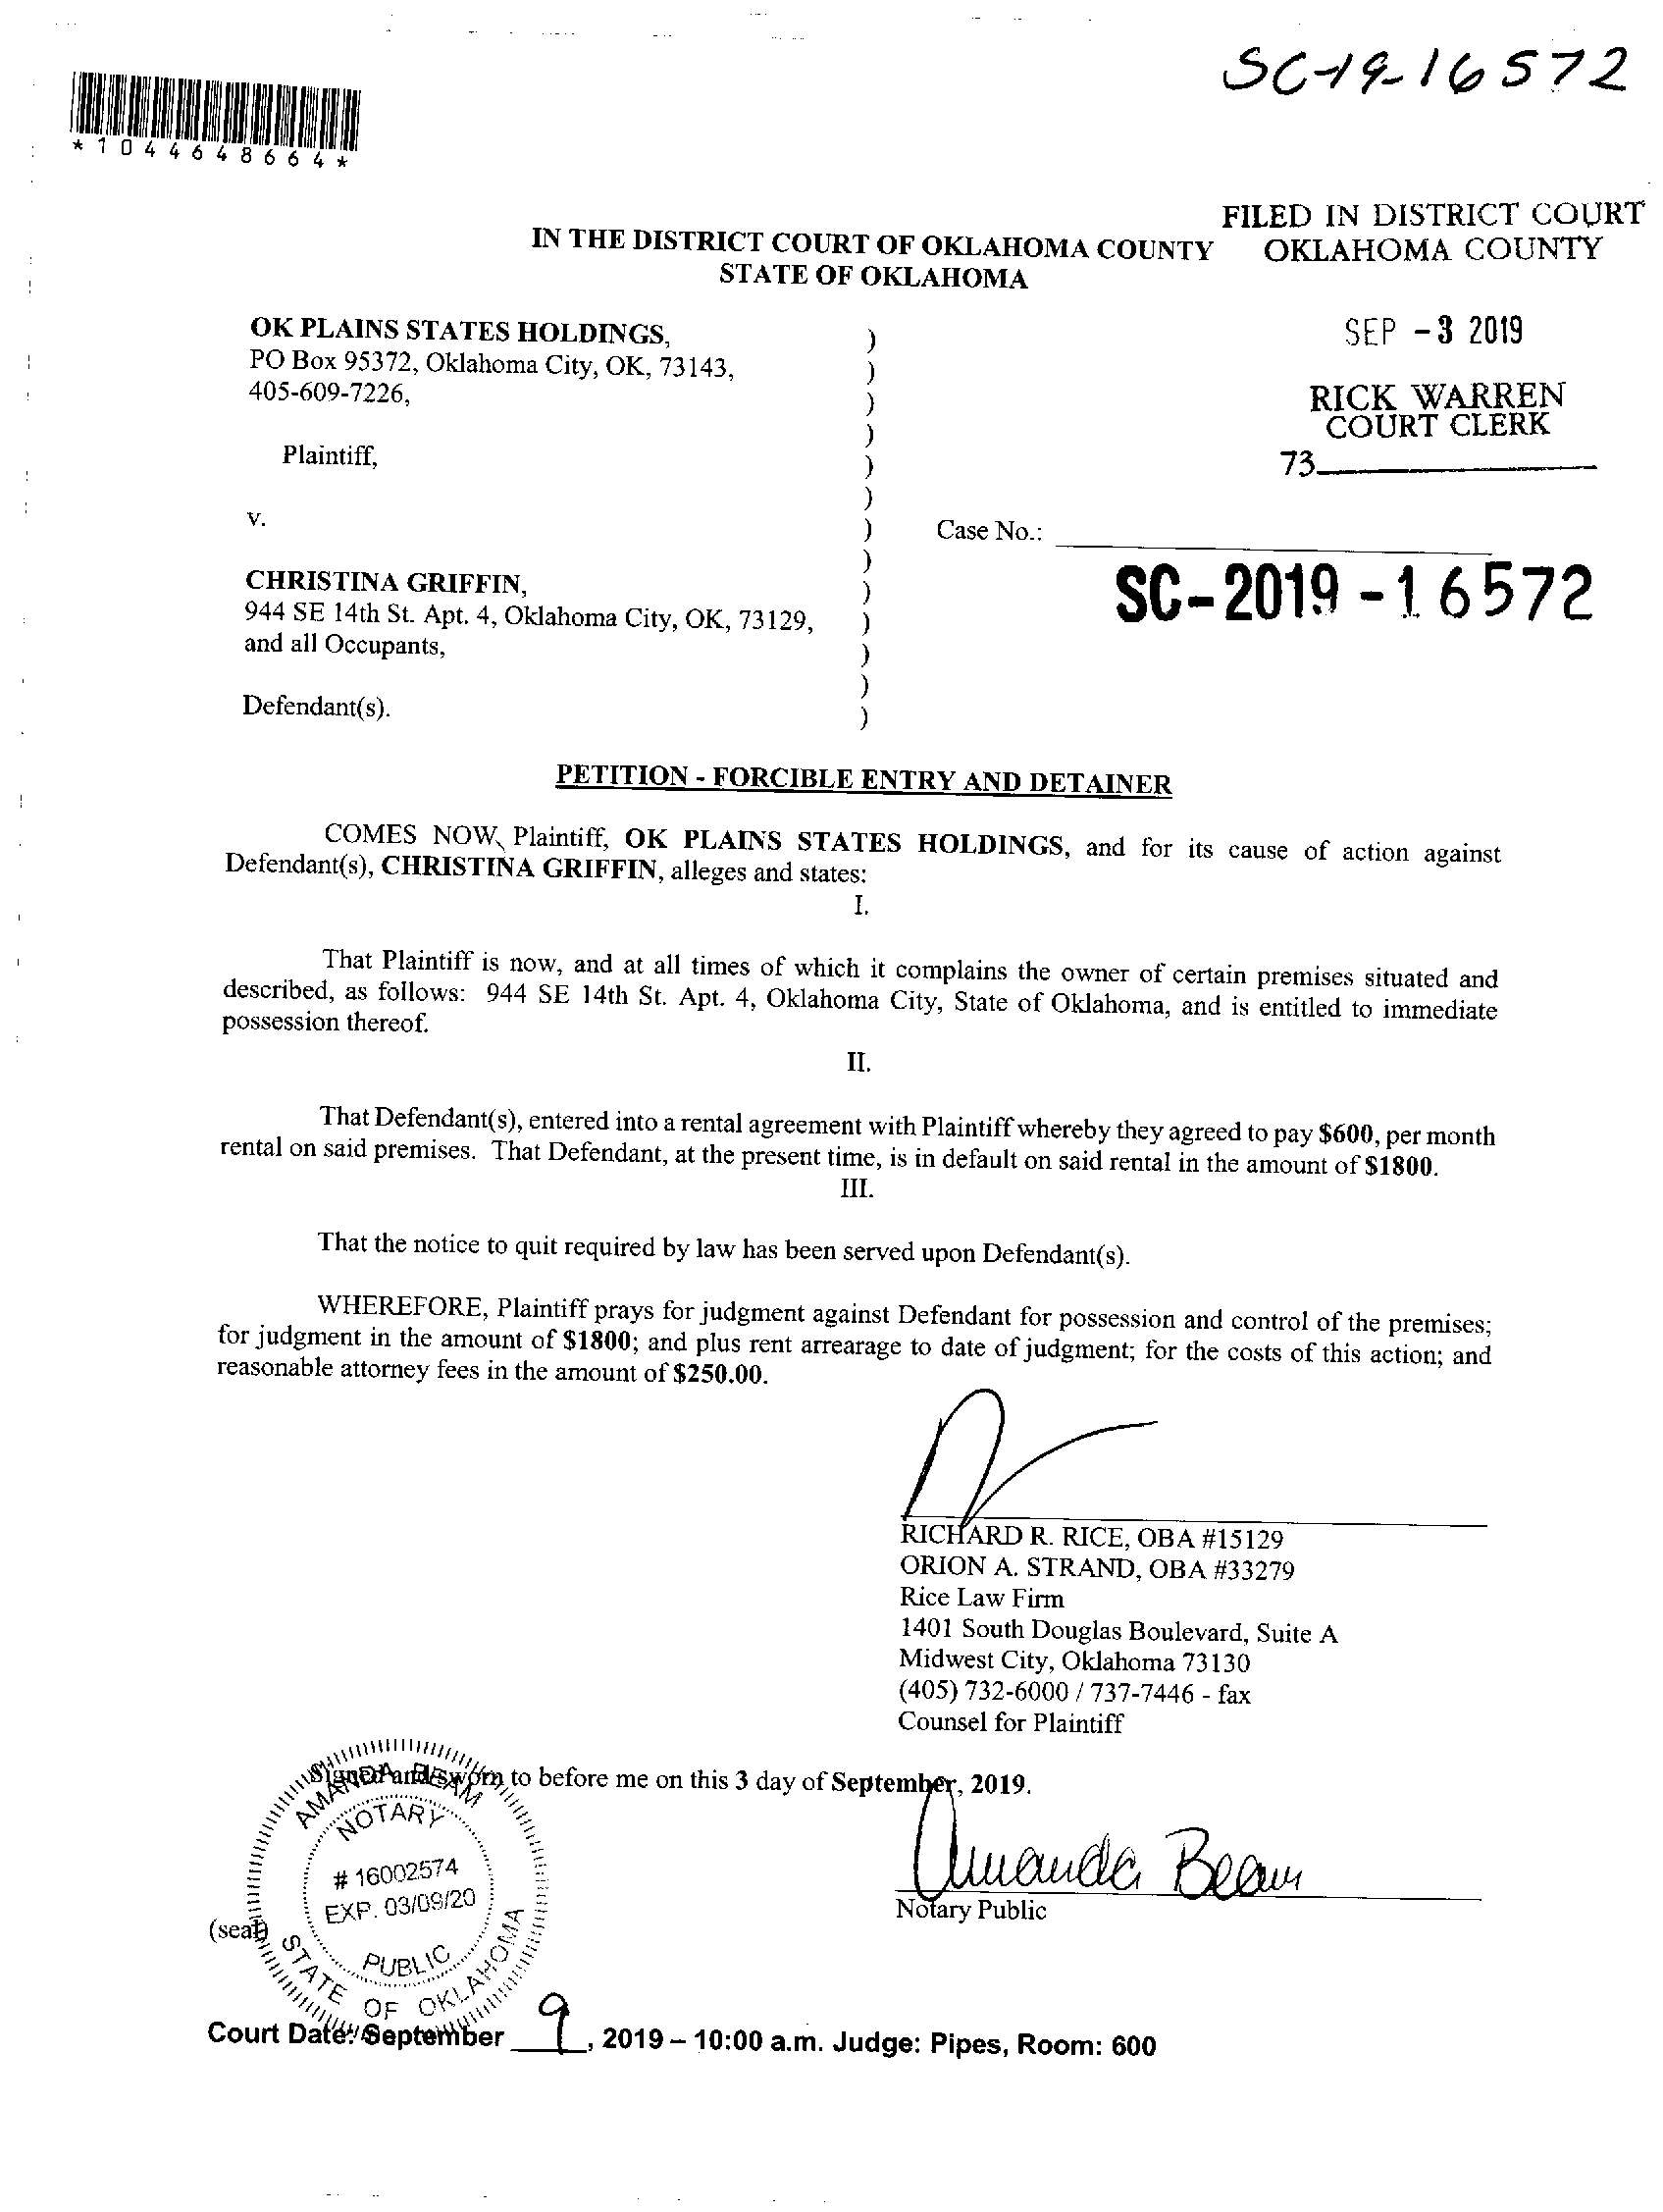 SC-19-16572
*1044648664*
FILED IN DISTRICT COURT
OKLAHOMA COUNTY
IN THE DISTRICT COURT OF OKLAHOMA COUNTY
STATE OF OKLAHOMA
SEP -3 2019
RICK WARREN
COURT CLERK
73
OK PLAINS STATES HOLDINGS, )
PO Box 95372, Oklahoma City, OK, 73143, )
405-609-7226, )
)
Plaintiff, )
)
v. ) Case No.:
)
CHRISTINA GRIFFIN, )
944 SE 14th St. Apt. 4, Oklahoma City, OK, 73129, )
and all Occupants, )
)
Defendant(s). )
SC-2019-16572
PETITION - FORCIBLE ENTRY AND DETAINER
COMES NOW, Plaintiff, OK PLAINS STATES HOLDINGS, and for its cause of action against
Defendant(s), CHRISTINA GRIFFIN, alleges and states:
I.
That Plaintiff is now, and at all times of which it complains the owner of certain premises situated and
described, as follows: 944 SE 14th St. Apt. 4, Oklahoma City, State of Oklahoma, and is entitled to immediate
possession thereof.
II.
That Defendant(s), entered into a rental agreement with Plaintiff whereby they agreed to pay $600, per month
rental on said premises. That Defendant, at the present time, is in default on said rental in the amount of $1800.
III.
That the notice to quit required by law has been served upon Defendant(s).
WHEREFORE, Plaintiff prays for judgment against Defendant for possession and control of the premises;
for judgment in the amount of $1800; and plus rent arrearage to date of judgment; for the costs of this action; and
reasonable attorney fees in the amount of $250.00.
RICHARD R. RICE, OBA #15129
ORION A. STRAND, OBA #33279
Rice Law Firm
1401 South Douglas Boulevard, Suite A
Midwest City, Oklahoma 73130
(405) 732-6000 / 737-7446 - fax
Counsel for Plaintiff
Signed and sworn to before me on this 3 day of September, 2019.
AMANDA BEAM
NOTARY
# 16002574
EXP. 03/09/20
PUBLIC
STATE OF OKLAHOMA
Amanda Beam
Notary Public
(seal)
Court Date: September 9, 2019 – 10:00 a.m. Judge: Pipes, Room: 600